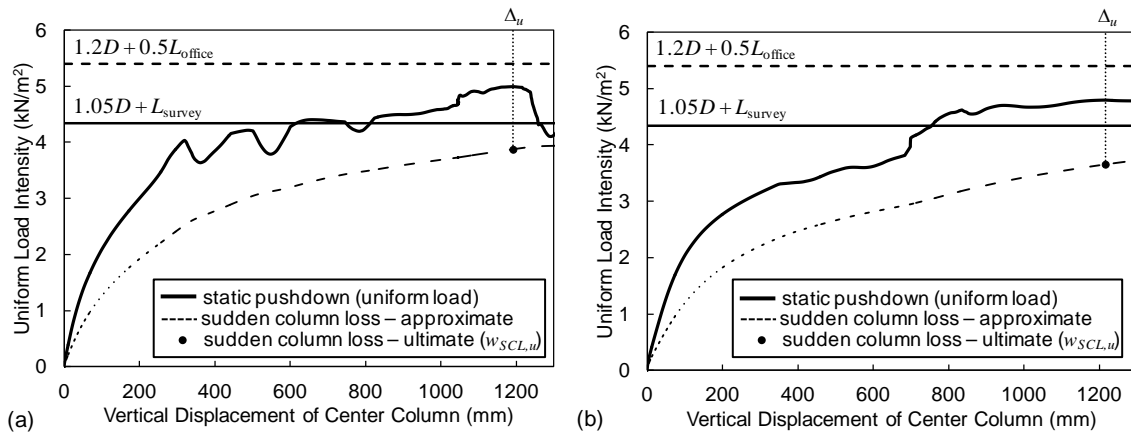 Δu
6
1.2D + 0.5Loffice
5
1.05D + Lsurvey
4
3
2
1
0
Uniform Load Intensity (kN/m²)
static pushdown (uniform load)
sudden column loss – approximate
sudden column loss – ultimate (wSCL,u)
0 200 400 600 800 1000 1200
(a) Vertical Displacement of Center Column (mm)
Δu
6
1.2D + 0.5Loffice
5
1.05D + Lsurvey
4
3
2
1
0
Uniform Load Intensity (kN/m²)
static pushdown (uniform load)
sudden column loss – approximate
sudden column loss – ultimate (wSCL,u)
0 200 400 600 800 1000 1200
(b) Vertical Displacement of Center Column (mm)